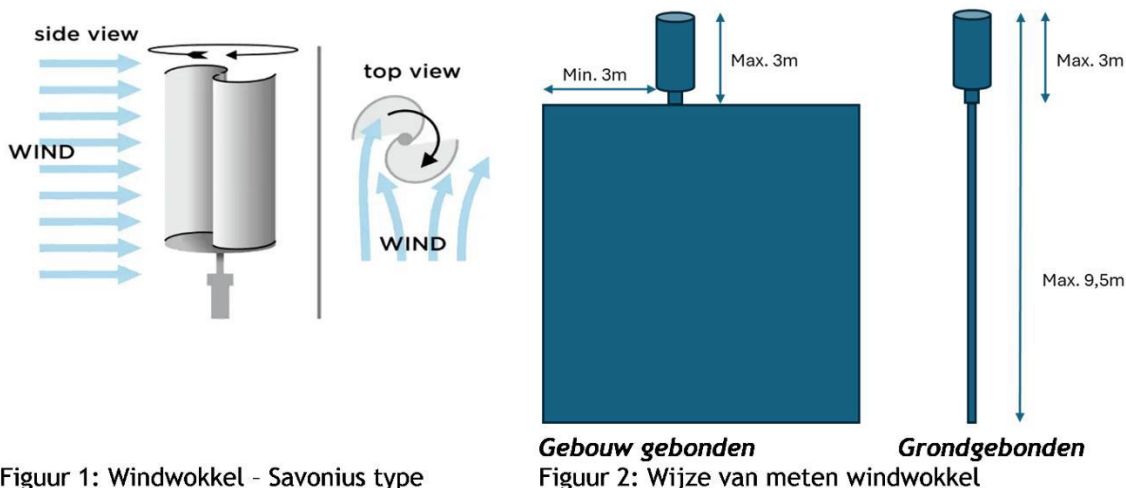 side view
WIND
top view
WIND
Figuur 1: Windwokkel - Savonius type
Min. 3m
Max. 3m
Max. 3m
Max. 9,5m
Gebouw gebonden
Grondgebonden
Figuur 2: Wijze van meten windwokkel